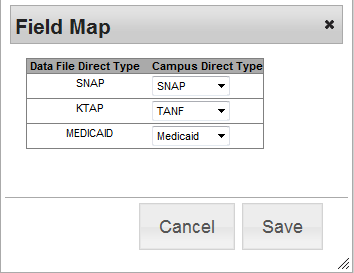 Field Map
Data File Direct Type Campus Direct Type
SNAP SNAP
KTAP TANF
MEDICAID Medicaid
Cancel Save